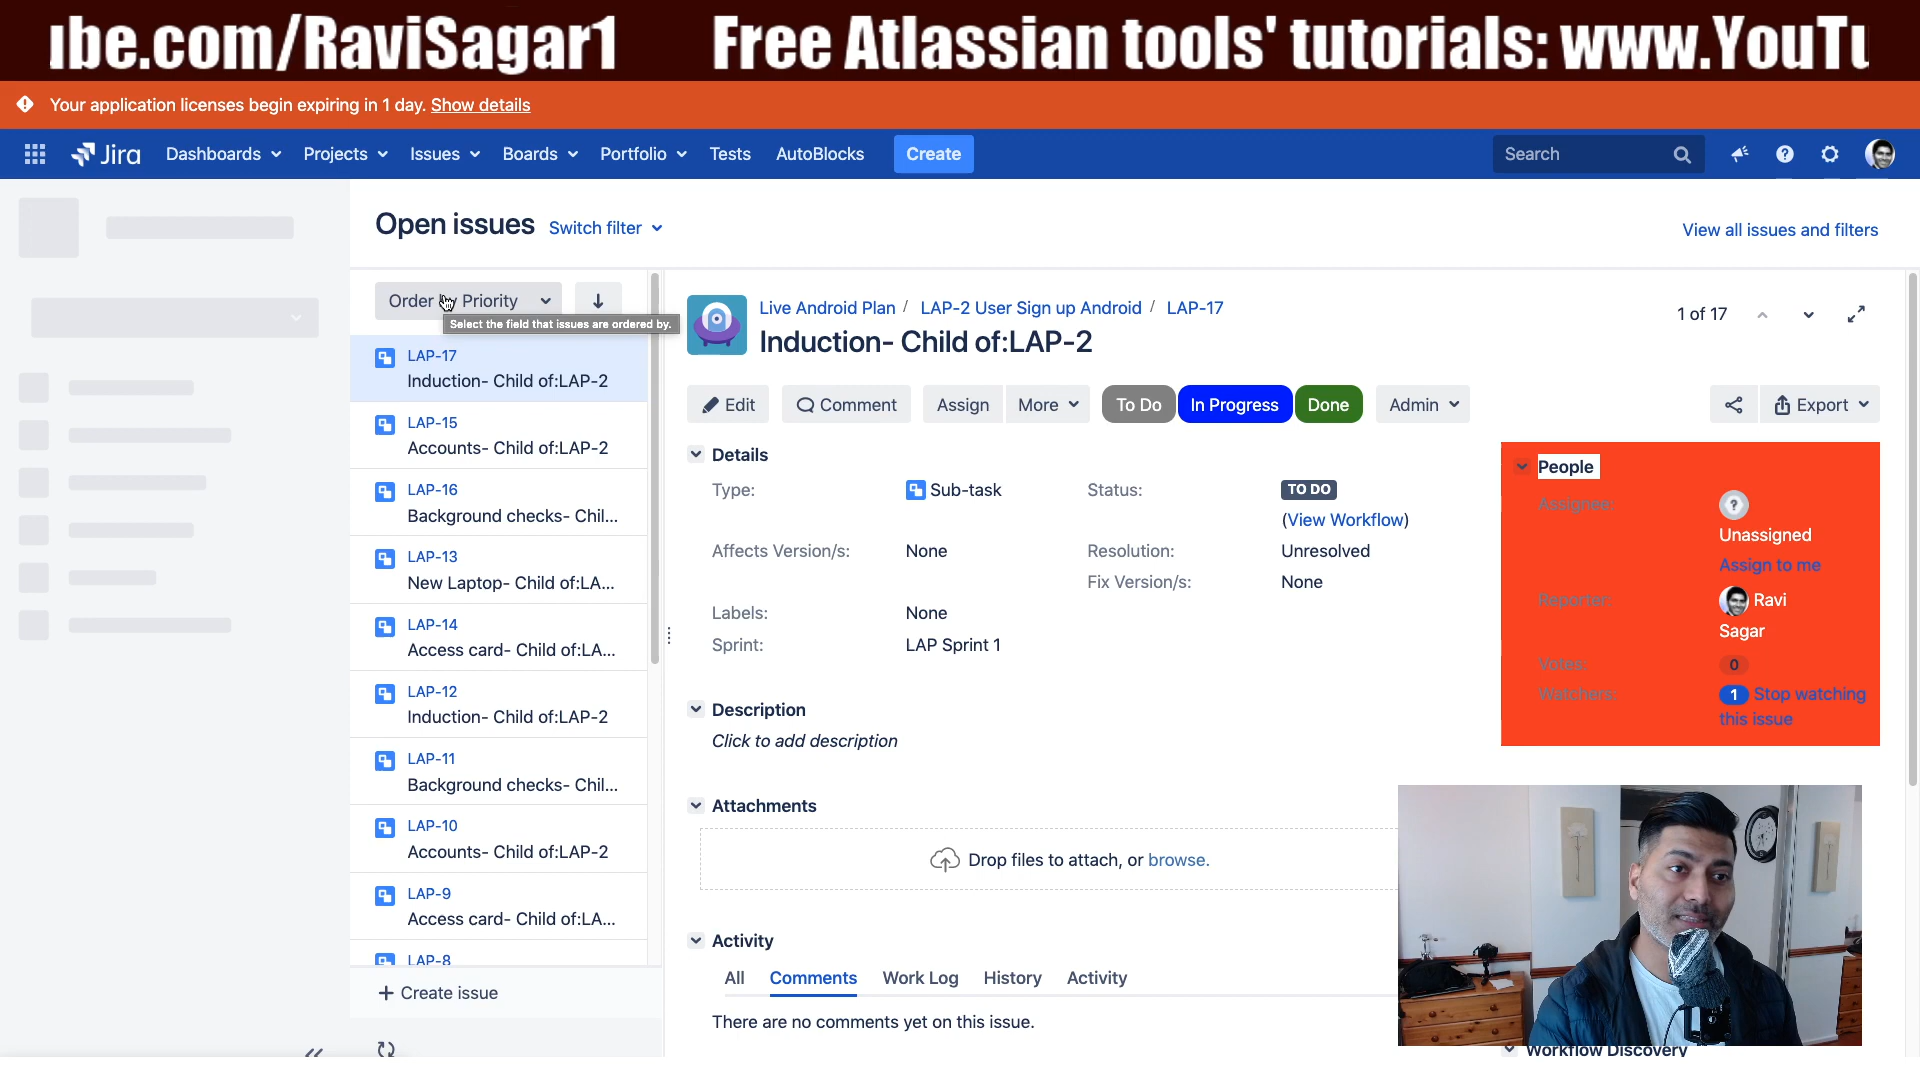 ıbe.com/RaviSagar1 Free Atlassian tools' tutorials: www.YouTu
Your application licenses begin expiring in 1 day. Show details
Jira Dashboards Projects Issues Boards Portfolio Tests AutoBlocks Create Search
Open issues Switch filter
View all issues and filters
Order by Priority
Select the field that issues are ordered by.
LAP-17
Induction- Child of:LAP-2
LAP-15
Accounts- Child of:LAP-2
LAP-16
Background checks- Chil...
LAP-13
New Laptop- Child of:LA...
LAP-14
Access card- Child of:LA...
LAP-12
Induction- Child of:LAP-2
LAP-11
Background checks- Chil...
LAP-10
Accounts- Child of:LAP-2
LAP-9
Access card- Child of:LA...
LAP-8
+ Create issue
Live Android Plan / LAP-2 User Sign up Android / LAP-17
Induction- Child of:LAP-2
1 of 17
Edit Comment Assign More To Do In Progress Done Admin Export
Details
Type: Sub-task Status: TO DO
(View Workflow)
Affects Version/s: None Resolution: Unresolved
Fix Version/s: None
Labels: None
Sprint: LAP Sprint 1
Description
Click to add description
Attachments
Drop files to attach, or browse.
Activity
All Comments Work Log History Activity
There are no comments yet on this issue.
People
Assignee: Unassigned
Assign to me
Reporter: Ravi
Sagar
Votes: 0
Watchers: 1 Stop watching
this issue
Workflow Discovery